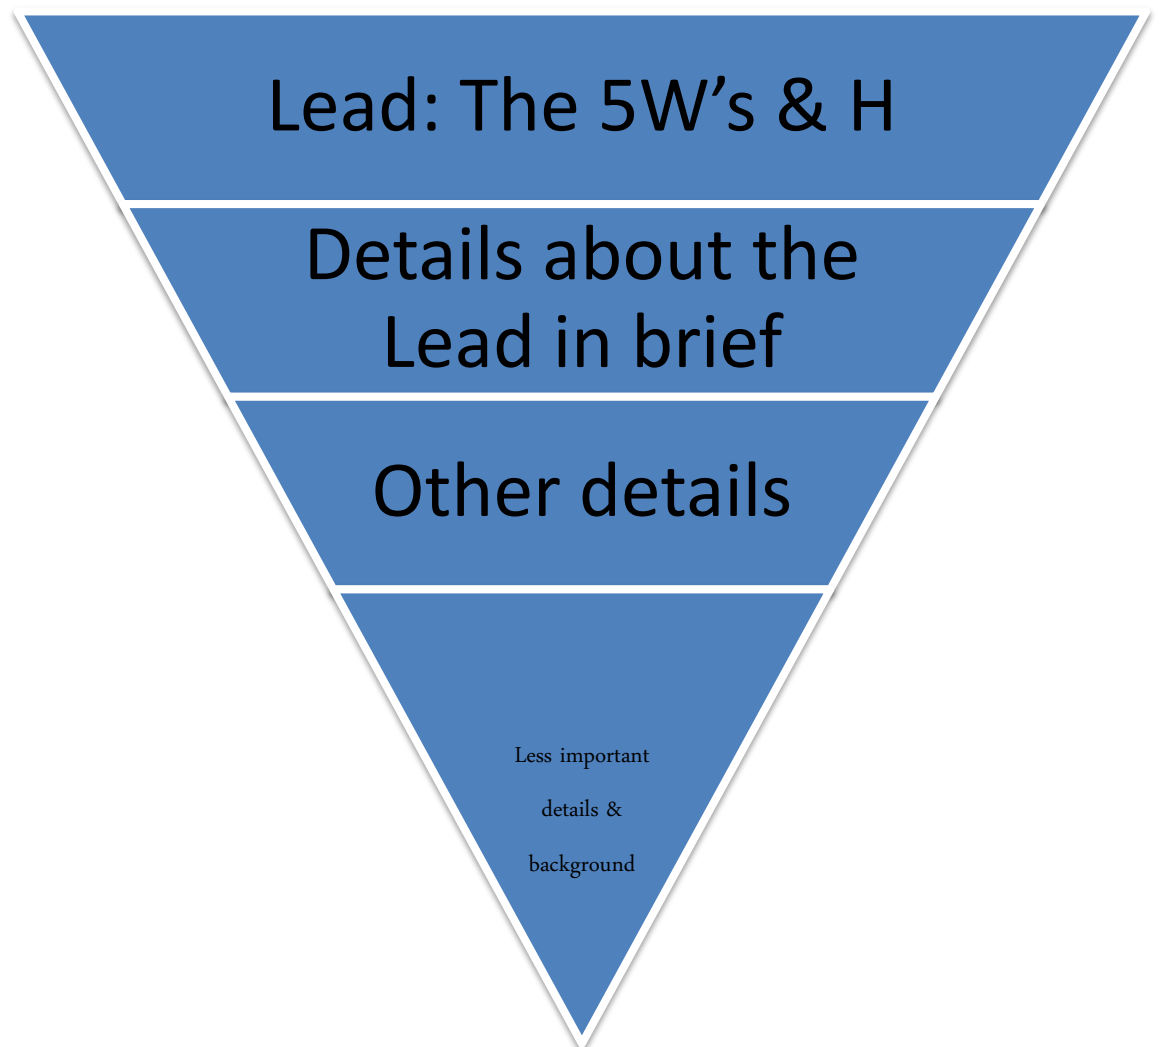 Lead: The 5W’s & H
Details about the
Lead in brief
Other details
Less important
details &
background